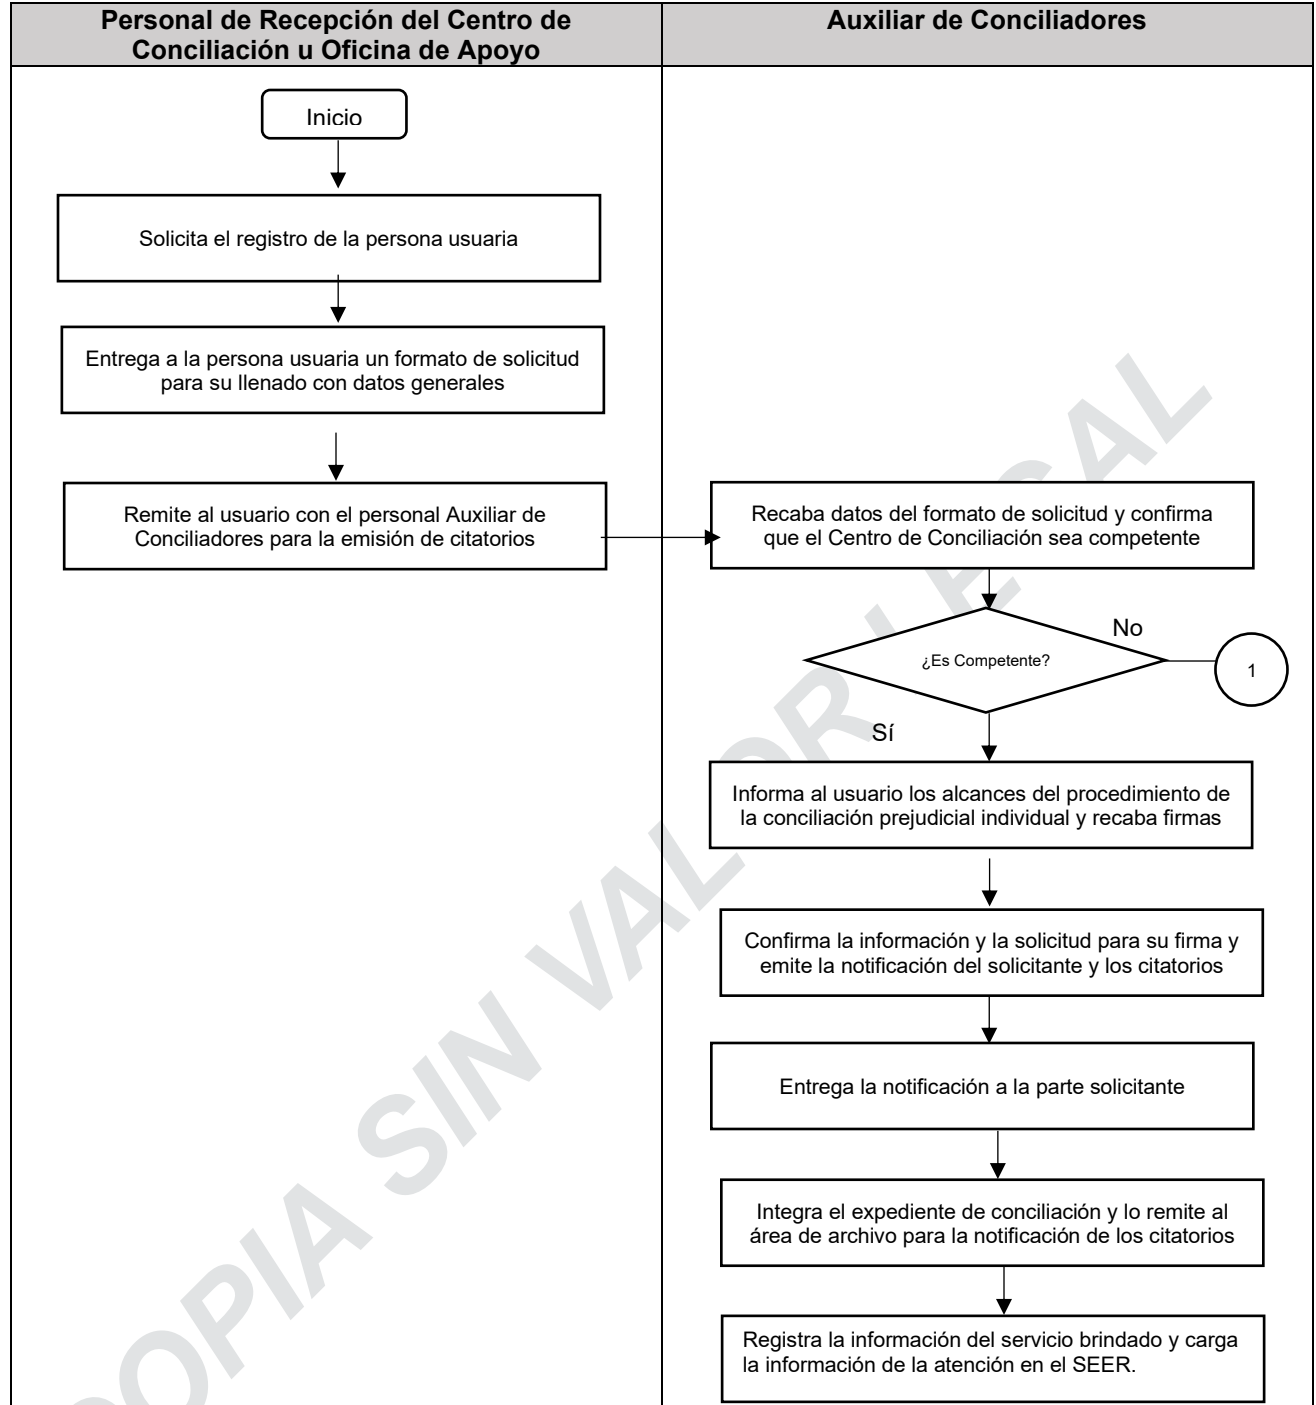 Personal de Recepción del Centro de
Conciliación u Oficina de Apoyo
Auxiliar de Conciliadores
Inicio
Solicita el registro de la persona usuaria
Entrega a la persona usuaria un formato de solicitud
para su llenado con datos generales
Remite al usuario con el personal Auxiliar de
Conciliadores para la emisión de citatorios
Recaba datos del formato de solicitud y confirma
que el Centro de Conciliación sea competente
¿Es Competente?
No
1
Sí
Informa al usuario los alcances del procedimiento de
la conciliación prejudicial individual y recaba firmas
Confirma la información y la solicitud para su firma y
emite la notificación del solicitante y los citatorios
Entrega la notificación a la parte solicitante
Integra el expediente de conciliación y lo remite al
área de archivo para la notificación de los citatorios
Registra la información del servicio brindado y carga
la información de la atención en el SEER.
COPIA SIN VALOR LEGAL